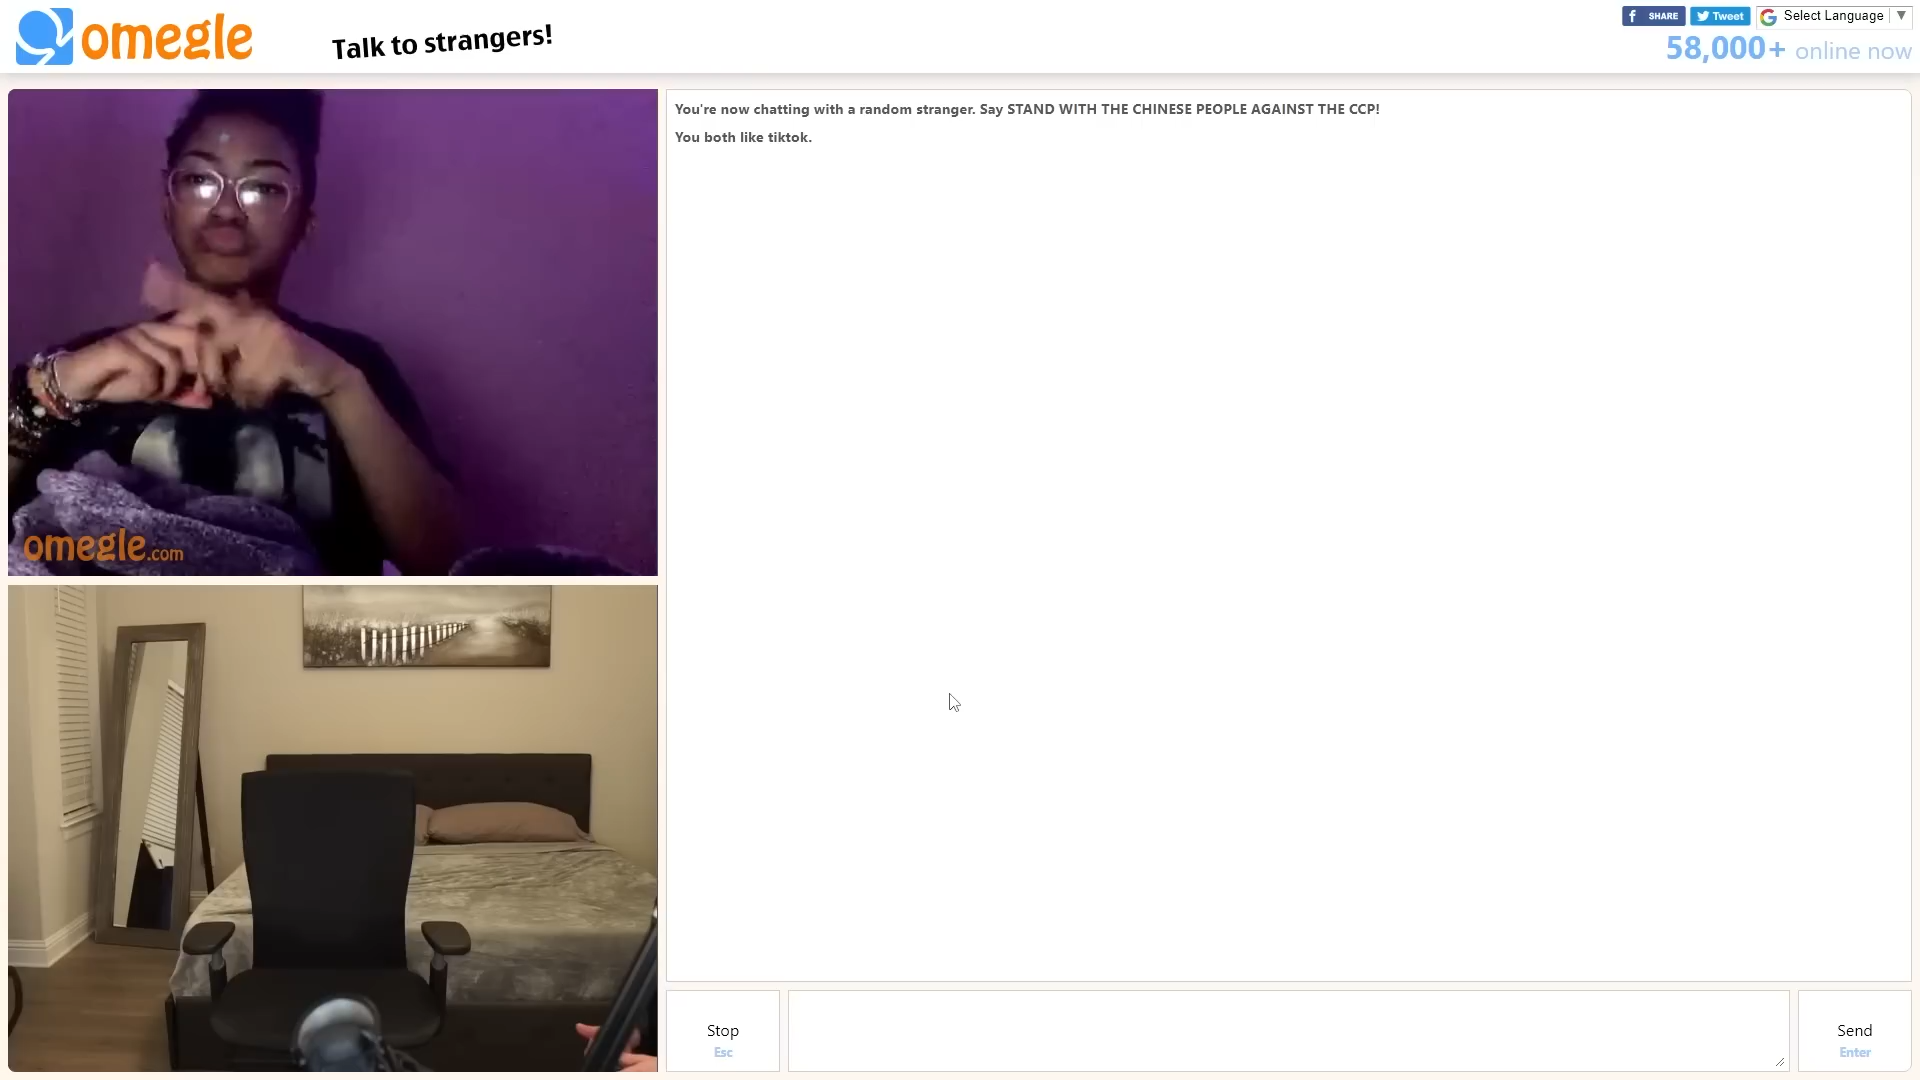 omegle
Talk to strangers!
SHARE
Tweet
Select Language
58,000+ online now
You're now chatting with a random stranger. Say STAND WITH THE CHINESE PEOPLE AGAINST THE CCP!
You both like tiktok.
omegle.com
Stop
Esc
Send
Enter